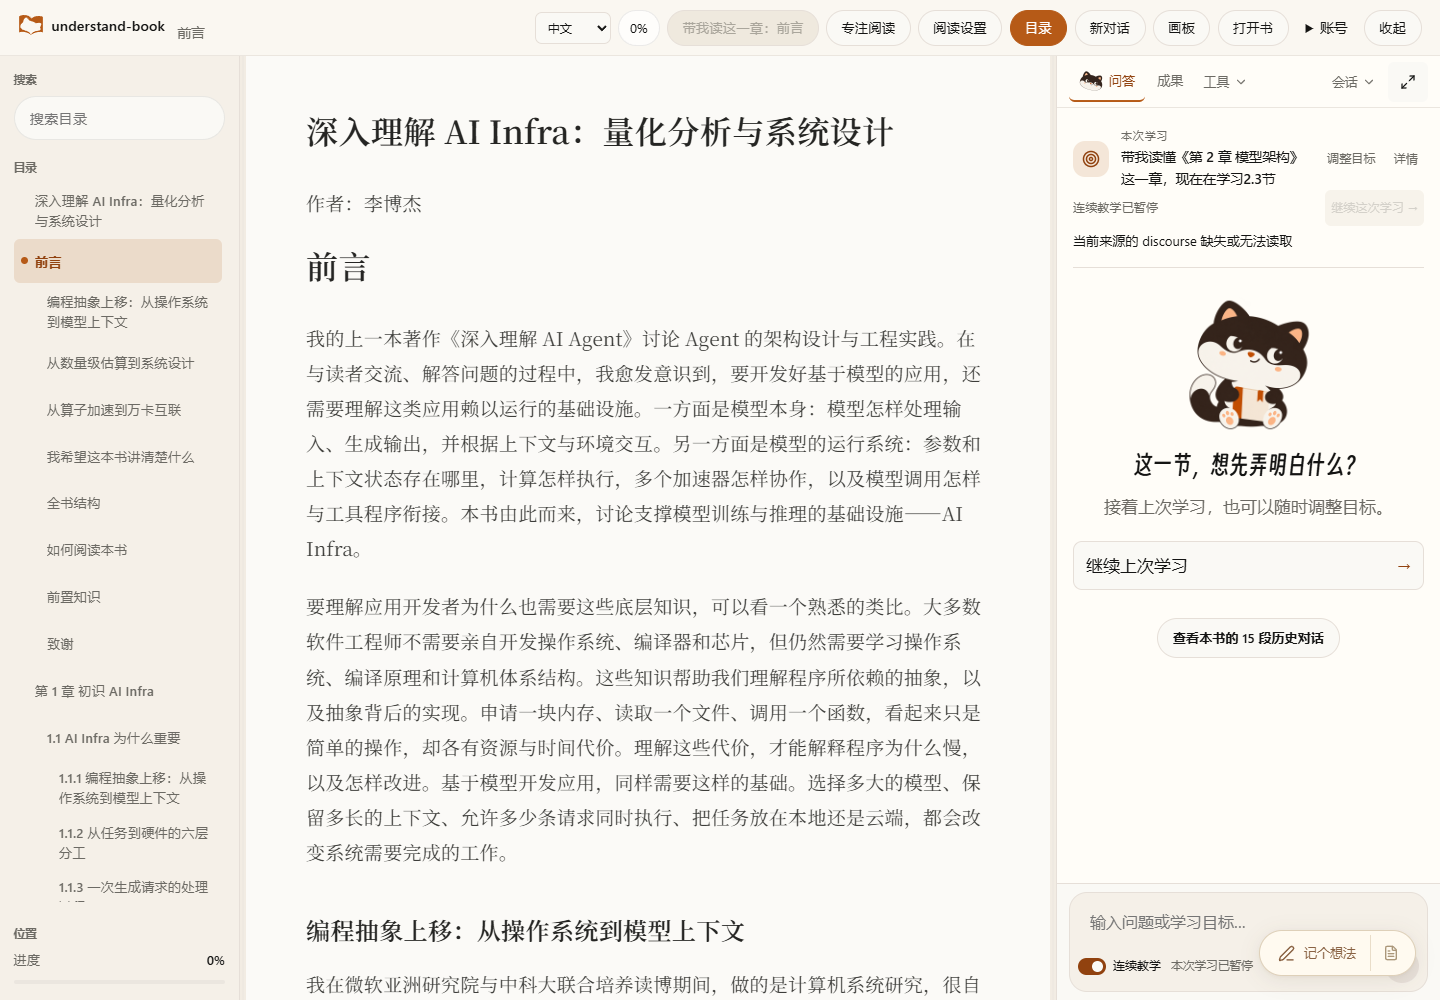 understand-book
前言
中文
0%
带我读这一章：前言
专注阅读
阅读设置
目录
新对话
画板
打开书
账号
收起
搜索
搜索目录
目录
深入理解 AI Infra：量化分析
与系统设计
前言
编程抽象上移：从操作系统
到模型上下文
从数量级估算到系统设计
从算子加速到万卡互联
我希望这本书讲清楚什么
全书结构
如何阅读本书
前置知识
致谢
第 1 章 初识 AI Infra
1.1 AI Infra 为什么重要
1.1.1 编程抽象上移：从操
作系统到模型上下文
1.1.2 从任务到硬件的六层
分工
1.1.3 一次生成请求的处理
位置
进度
0%
深入理解 AI Infra：量化分析与系统设计
作者：李博杰
前言
我的上一本著作《深入理解 AI Agent》讨论 Agent 的架构设计与工程实践。在
与读者交流、解答问题的过程中，我愈发意识到，要开发好基于模型的应用，还
需要理解这类应用赖以运行的基础设施。一方面是模型本身：模型怎样处理输
入、生成输出，并根据上下文与环境交互。另一方面是模型的运行系统：参数和
上下文状态存在哪里，计算怎样执行，多个加速器怎样协作，以及模型调用怎样
与工具程序衔接。本书由此而来，讨论支撑模型训练与推理的基础设施——AI
Infra。
要理解应用开发者为什么也需要这些底层知识，可以看一个熟悉的类比。大多数
软件工程师不需要亲自开发操作系统、编译器和芯片，但仍然需要学习操作系
统、编译原理和计算机体系结构。这些知识帮助我们理解程序所依赖的抽象，以
及抽象背后的实现。申请一块内存、读取一个文件、调用一个函数，看起来只是
简单的操作，却各有资源与时间代价。理解这些代价，才能解释程序为什么慢，
以及怎样改进。基于模型开发应用，同样需要这样的基础。选择多大的模型、保
留多长的上下文、允许多少条请求同时执行、把任务放在本地还是云端，都会改
变系统需要完成的工作。
编程抽象上移：从操作系统到模型上下文
我在微软亚洲研究院与中科大联合培养读博期间，做的是计算机系统研究，很自
问答
成果
工具
会话
本次学习
带我读懂《第 2 章 模型架构》
这一章，现在在学习2.3节
调整目标
详情
连续教学已暂停
继续这次学习 →
当前来源的 discourse 缺失或无法读取
这一节，想先弄明白什么？
接着上次学习，也可以随时调整目标。
继续上次学习 →
查看本书的 15 段历史对话
输入问题或学习目标...
连续教学
本次学习已暂停
记个想法